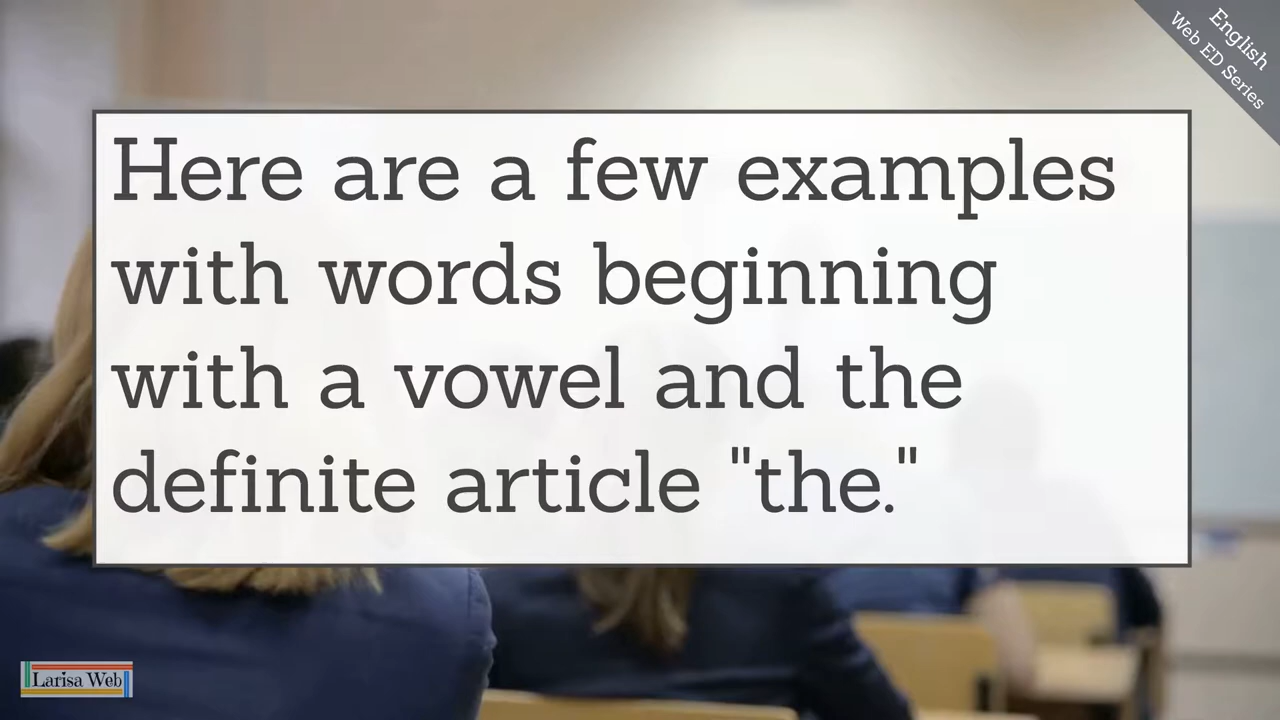 Here are a few examples
with words beginning
with a vowel and the
definite article "the."
English
Web ED Series
Larisa Web